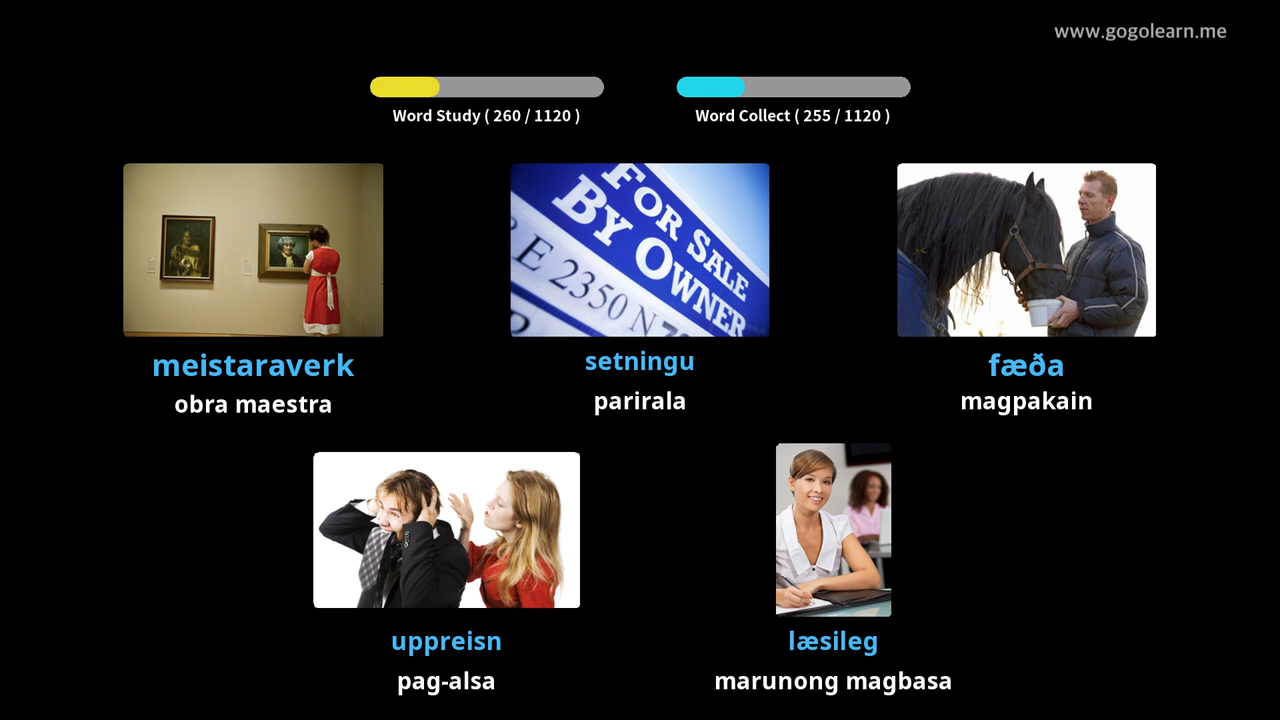 www.gogolearn.me
Word Study ( 260 / 1120 )
Word Collect ( 255 / 1120 )
FOR SALE
BY OWNER
E 2350 N
meistaraverk
obra maestra
setningu
parirala
fæða
magpakain
uppreisn
pag-alsa
læsileg
marunong magbasa